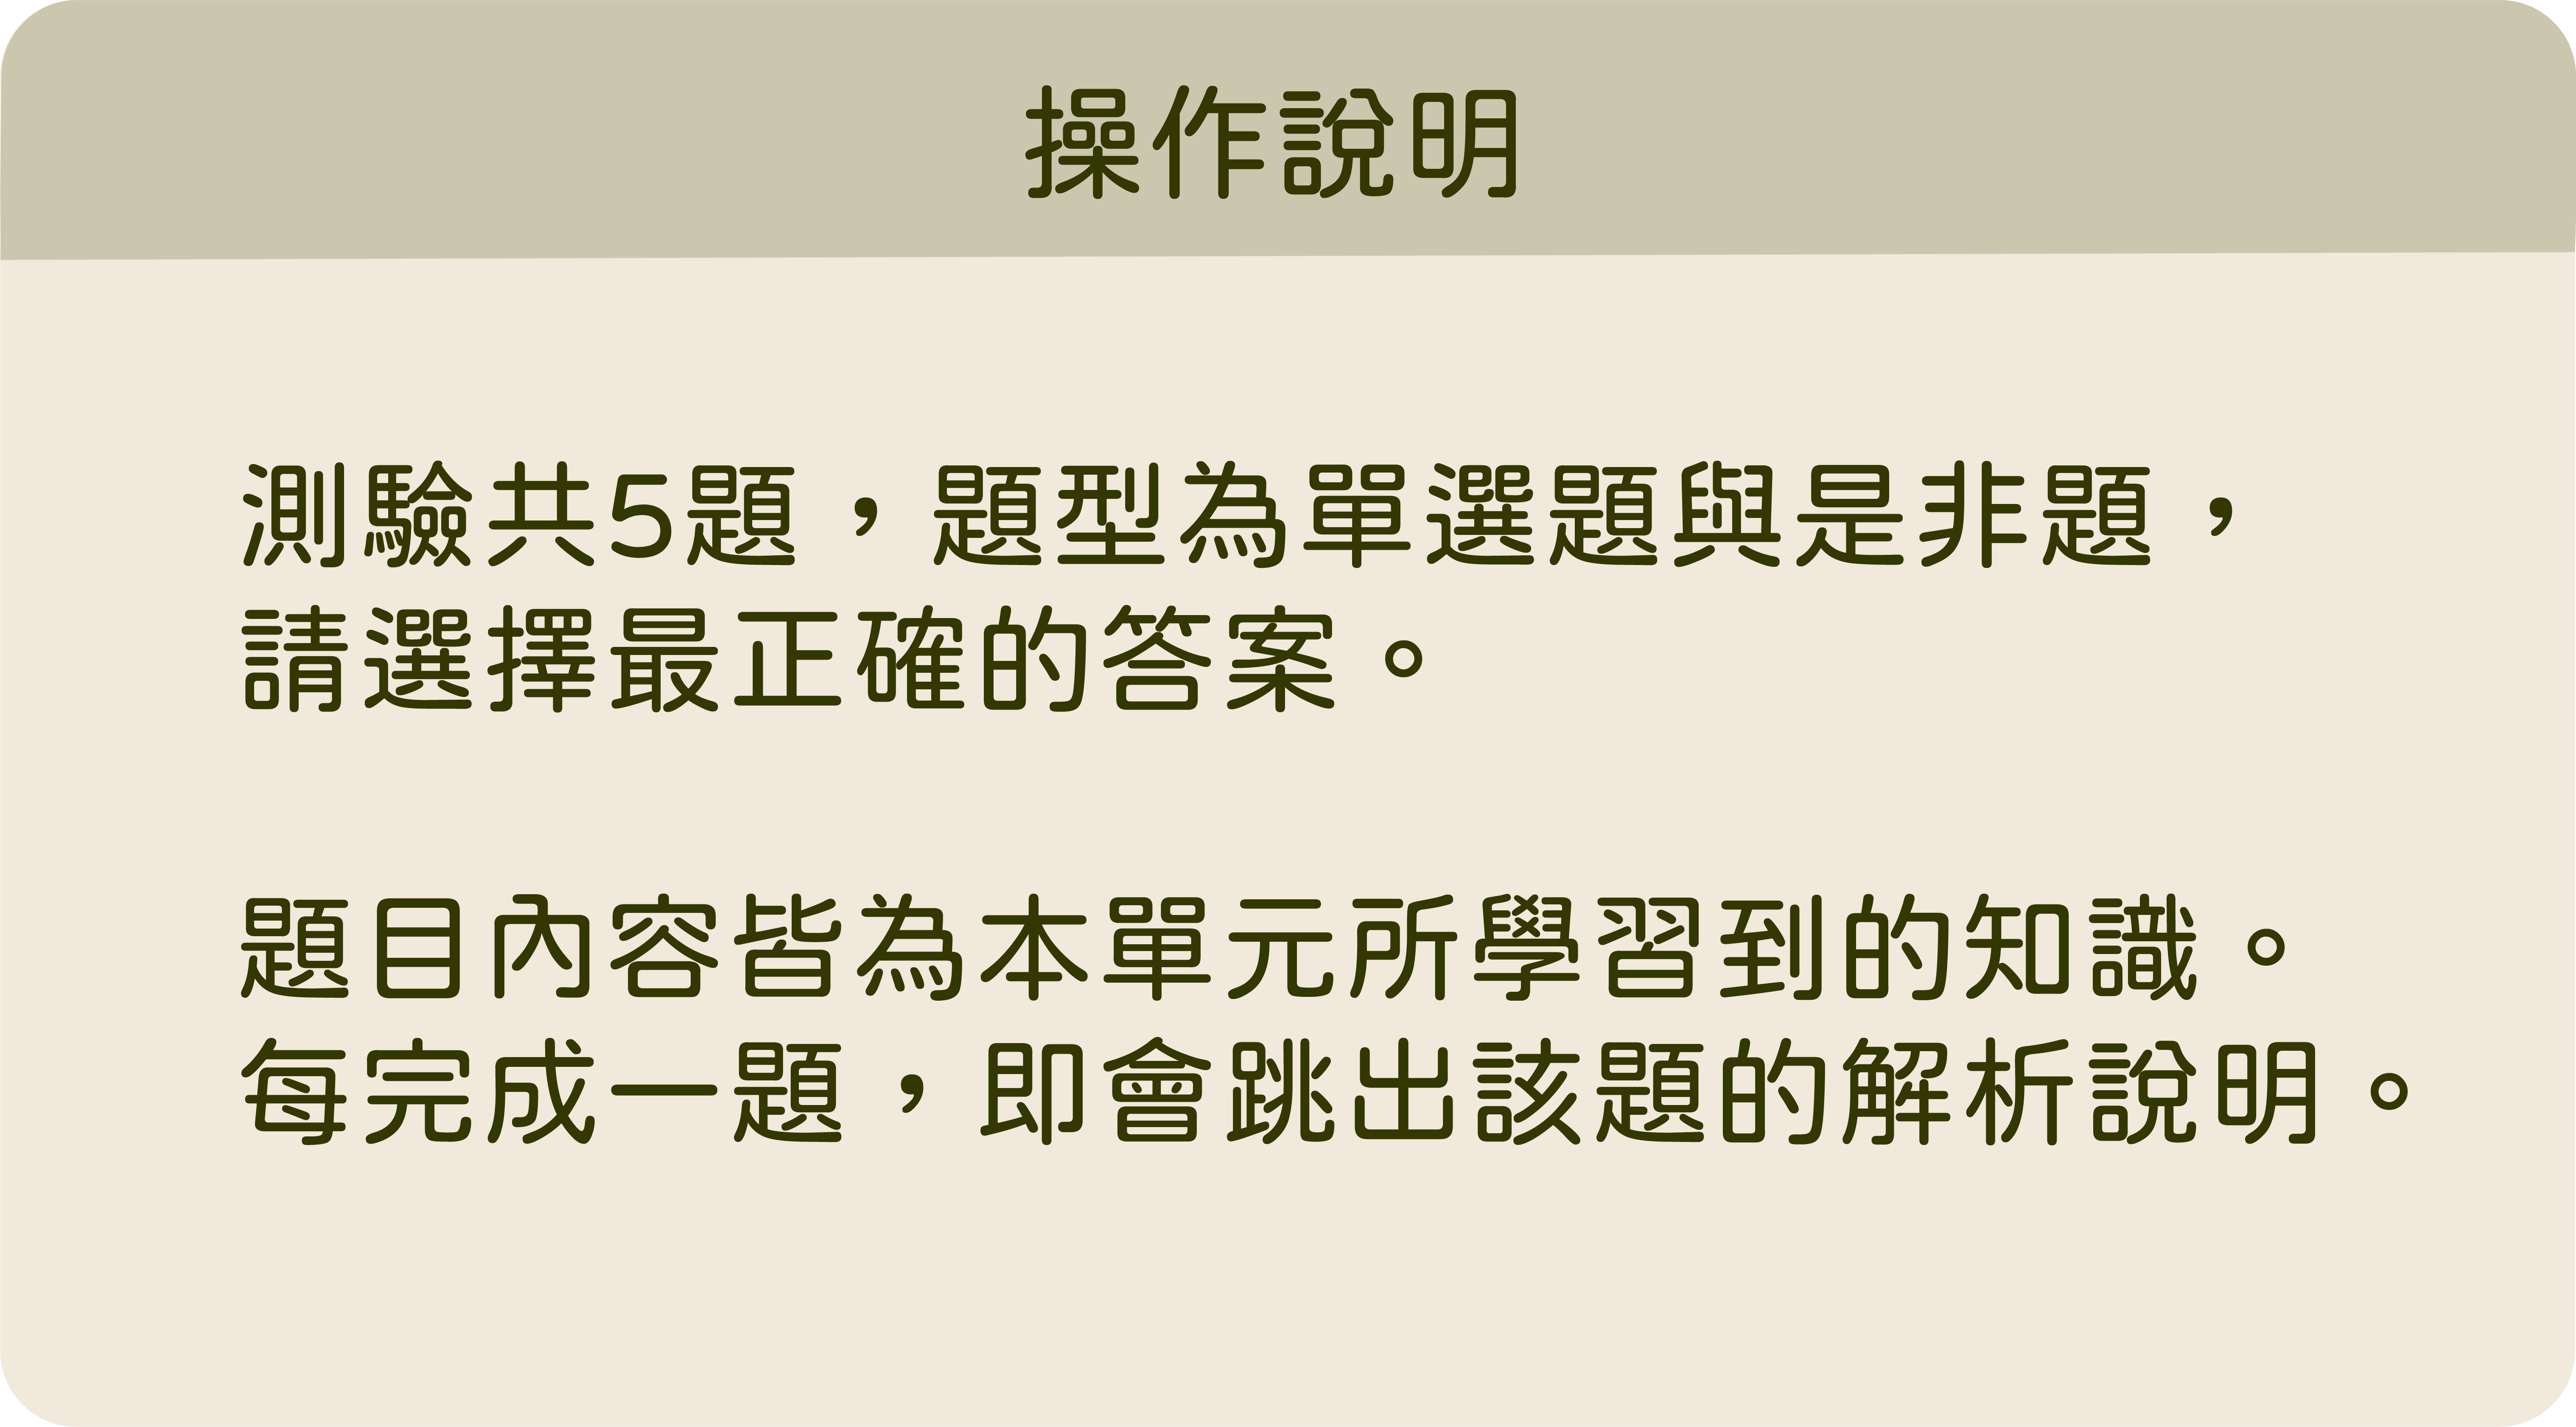 操作說明
測驗共5題，題型為單選題與是非題，
請選擇最正確的答案。
題目內容皆為本單元所學習到的知識。
每完成一題，即會跳出該題的解析說明。